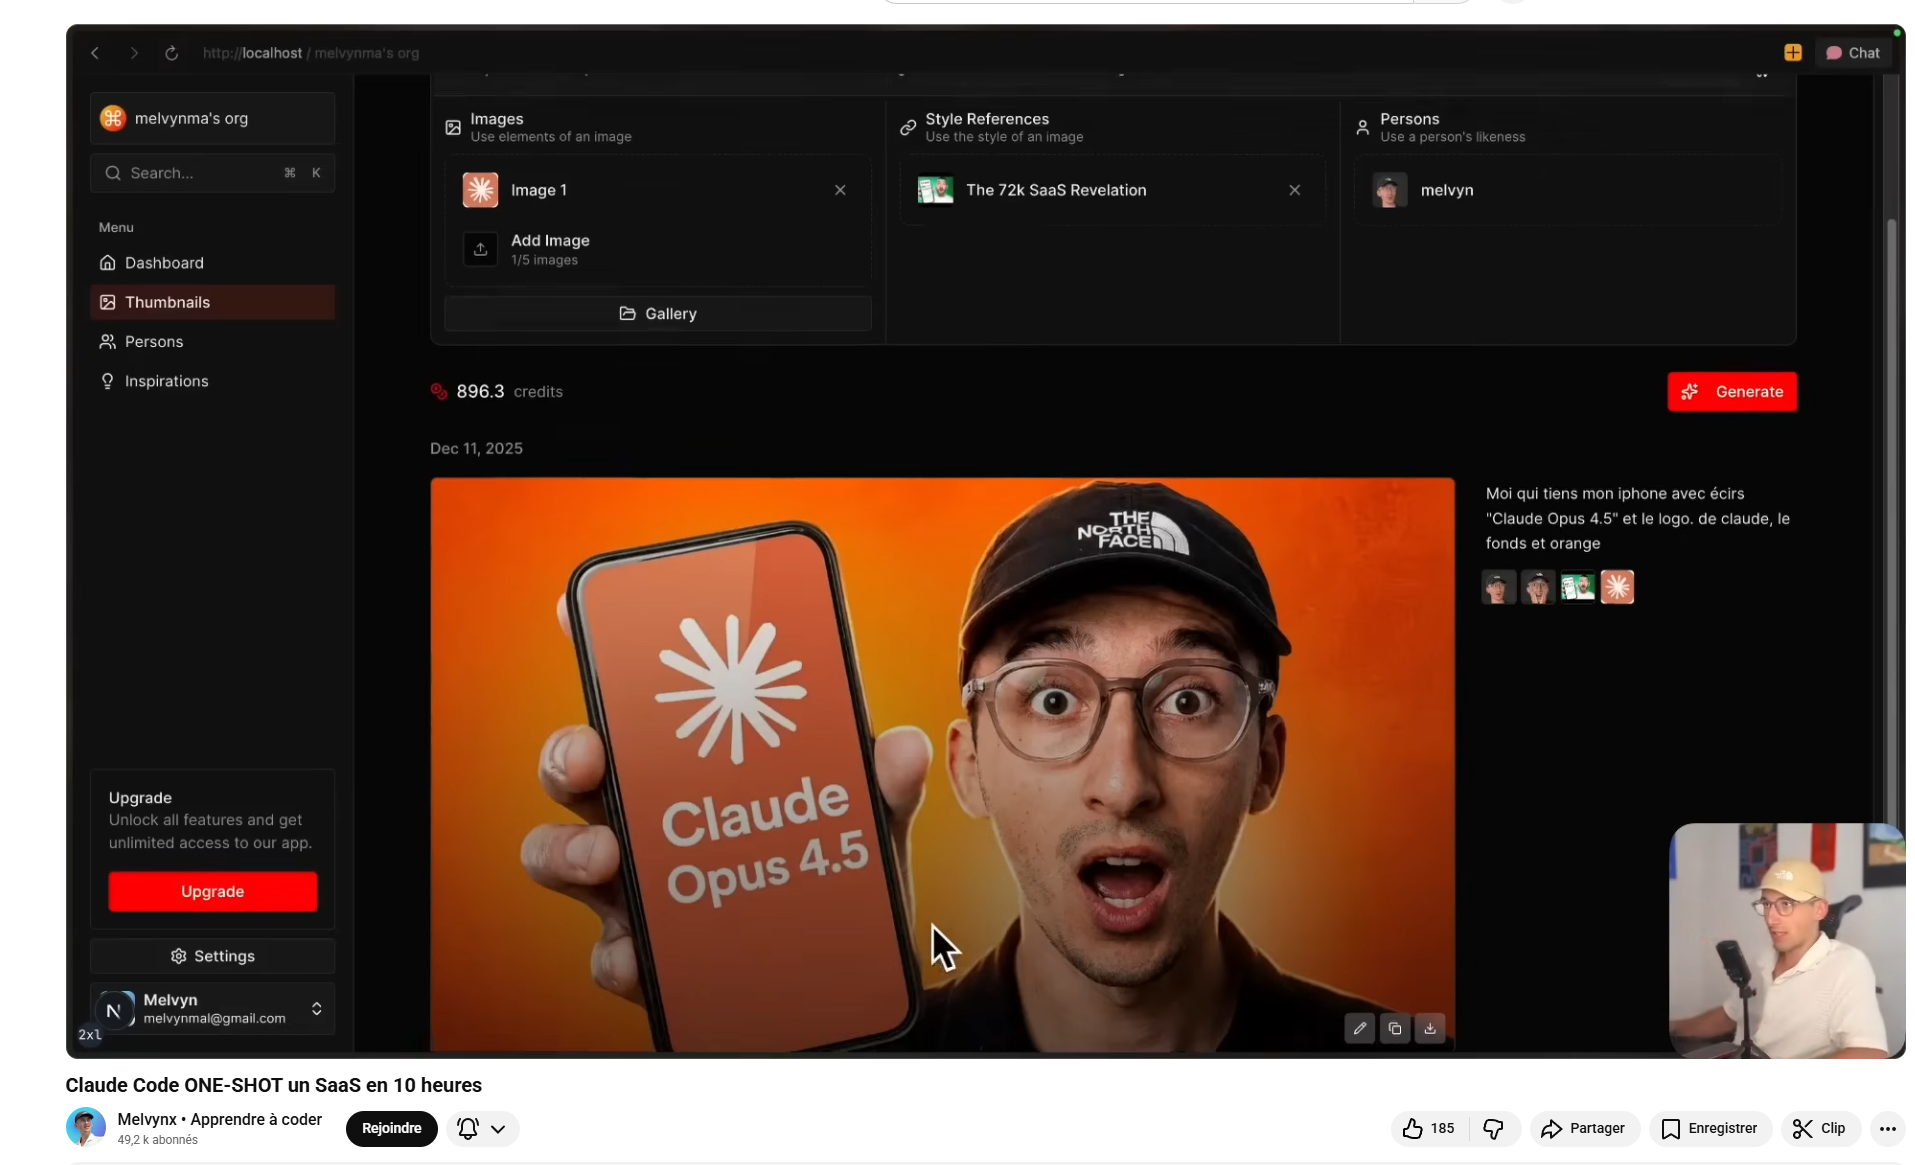 http://localhost / melvynma's org
Chat
melvynma's org
Search...
⌘ K
Menu
Dashboard
Thumbnails
Persons
Inspirations
Images
Use elements of an image
Image 1
Add Image
1/5 images
Gallery
Style References
Use the style of an image
The 72k SaaS Revelation
Persons
Use a person's likeness
melvyn
896.3 credits
Generate
Dec 11, 2025
THE
NORTH
FACE
Claude
Opus 4.5
Moi qui tiens mon iphone avec écirs
"Claude Opus 4.5" et le logo. de claude, le
fonds et orange
Upgrade
Unlock all features and get
unlimited access to our app.
Upgrade
Settings
N
Melvyn
melvynmal@gmail.com
2xl
Claude Code ONE-SHOT un SaaS en 10 heures
Melvynx • Apprendre à coder
49,2 k abonnés
Rejoindre
185
Partager
Enregistrer
Clip